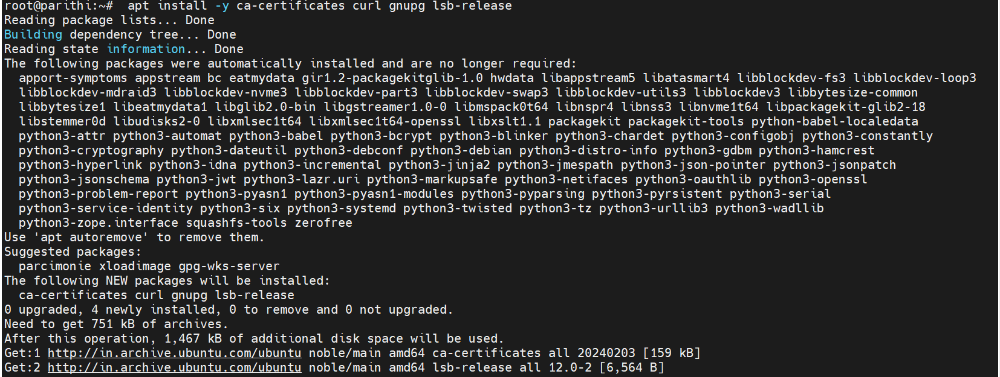 root@parithi:~#  apt install -y ca-certificates curl gnupg lsb-release
Reading package lists... Done
Building dependency tree... Done
Reading state information... Done
The following packages were automatically installed and are no longer required:
  apport-symptoms appstream bc eatmydata gir1.2-packagekitglib-1.0 hwdata libappstream5 libatasmart4 libblockdev-fs3 libblockdev-loop3
  libblockdev-mdraid3 libblockdev-nvme3 libblockdev-part3 libblockdev-swap3 libblockdev-utils3 libblockdev3 libbytesize-common
  libbytesize1 libeatmydata1 libglib2.0-bin libgstreamer1.0-0 libmspack0t64 libnspr4 libnss3 libnvme1t64 libpackagekit-glib2-18
  libstemmer0d libudisks2-0 libxmlsec1t64 libxmlsec1t64-openssl libxslt1.1 packagekit packagekit-tools python-babel-localedata
  python3-attr python3-automat python3-babel python3-bcrypt python3-blinker python3-chardet python3-configobj python3-constantly
  python3-cryptography python3-dateutil python3-debconf python3-debian python3-distro-info python3-gdbm python3-hamcrest
  python3-hyperlink python3-idna python3-incremental python3-jinja2 python3-jmespath python3-json-pointer python3-jsonpatch
  python3-jsonschema python3-jwt python3-lazr.uri python3-markupsafe python3-netifaces python3-oauthlib python3-openssl
  python3-problem-report python3-pyasn1 python3-pyasn1-modules python3-pyparsing python3-pyrsistent python3-serial
  python3-service-identity python3-six python3-systemd python3-twisted python3-tz python3-urllib3 python3-wadllib
  python3-zope.interface squashfs-tools zerofree
Use 'apt autoremove' to remove them.
Suggested packages:
  parcimonie xloadimage gpg-wks-server
The following NEW packages will be installed:
  ca-certificates curl gnupg lsb-release
0 upgraded, 4 newly installed, 0 to remove and 0 not upgraded.
Need to get 751 kB of archives.
After this operation, 1,467 kB of additional disk space will be used.
Get:1 http://in.archive.ubuntu.com/ubuntu noble/main amd64 ca-certificates all 20240203 [159 kB]
Get:2 http://in.archive.ubuntu.com/ubuntu noble/main amd64 lsb-release all 12.0-2 [6,564 B]